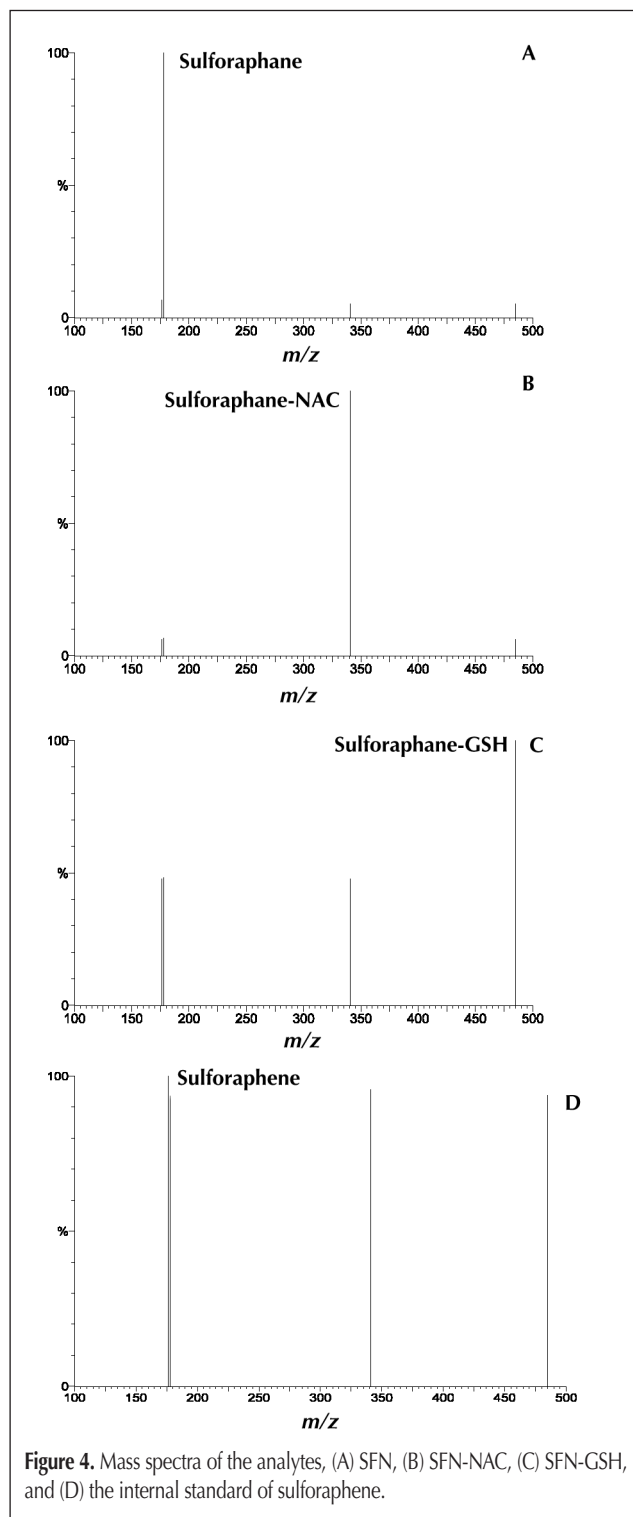 100
Sulforaphane
A
%
0
100 150 200 250 300 350 400 450 500
m/z
B
100
Sulforaphane-NAC
%
0
100 150 200 250 300 350 400 450 500
m/z
100
Sulforaphane-GSH C
%
0
100 150 200 250 300 350 400 450 500
m/z
100
Sulforaphene
D
%
0
100 150 200 250 300 350 400 450 500
m/z
Figure 4. Mass spectra of the analytes, (A) SFN, (B) SFN-NAC, (C) SFN-GSH,
and (D) the internal standard of sulforaphene.